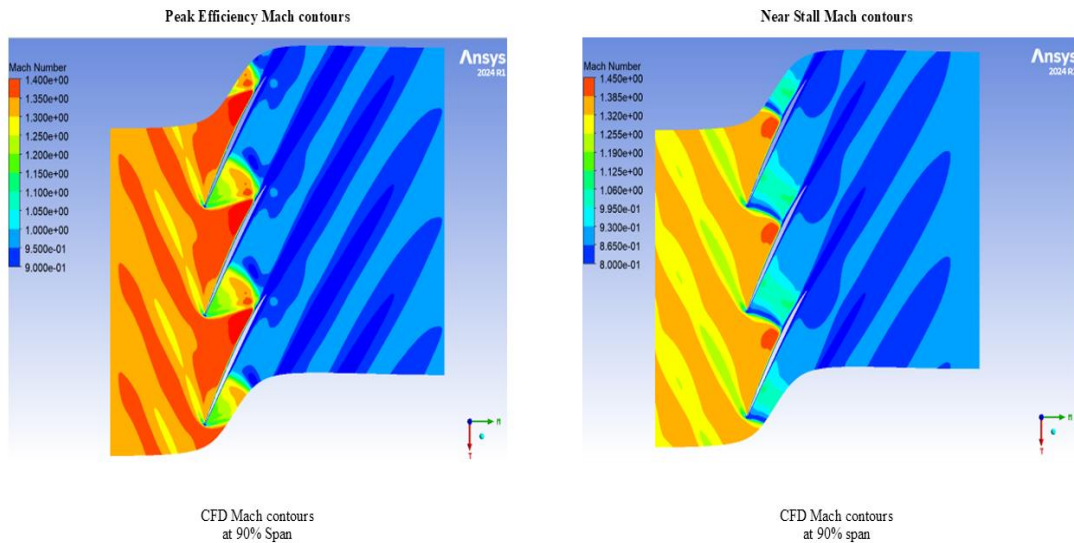 Peak Efficiency Mach contours
Near Stall Mach contours
Ansys
2024 R1
Mach Number
1.400e+00
1.350e+00
1.300e+00
1.250e+00
1.200e+00
1.150e+00
1.100e+00
1.050e+00
1.000e+00
9.500e-01
9.000e-01
M
T
Ansys
2024 R1
Mach Number
1.450e+00
1.385e+00
1.320e+00
1.255e+00
1.190e+00
1.125e+00
1.060e+00
9.950e-01
9.300e-01
8.650e-01
8.000e-01
M
T
CFD Mach contours
at 90% Span
CFD Mach contours
at 90% span